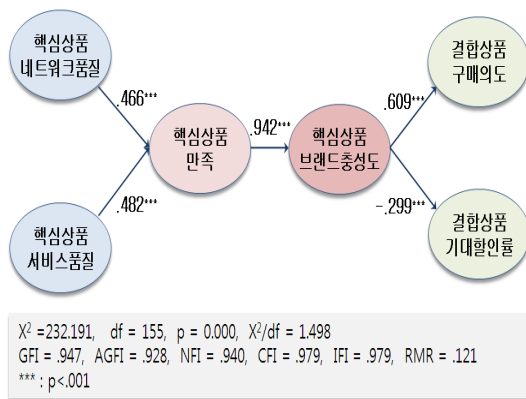 핵심상품
네트워크품질
결합상품
구매의도
.466***
.609***
핵심상품
만족
.942***
핵심상품
브랜드충성도
.482***
-.299***
핵심상품
서비스품질
결합상품
기대할인률
X² =232.191, df = 155, p = 0.000, X²/df = 1.498
GFI = .947, AGFI = .928, NFI = .940, CFI = .979, IFI = .979, RMR = .121
*** : p<.001